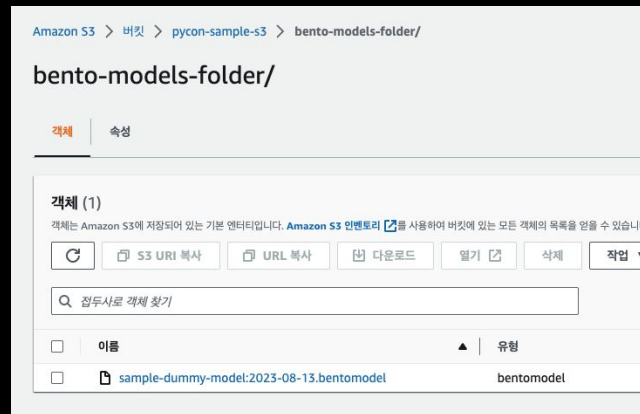 Amazon S3 > 버킷 > pycon-sample-s3 > bento-models-folder/
bento-models-folder/
객체 속성
객체 (1)
객체는 Amazon S3에 저장되어 있는 기본 엔터티입니다. Amazon S3 인벤토리 를 사용하여 버킷에 있는 모든 객체의 목록을 얻을 수 있습니
S3 URI 복사 URL 복사 다운로드 열기 삭제 작업
접두사로 객체 찾기
이름 유형
sample-dummy-model:2023-08-13.bentomodel bentomodel